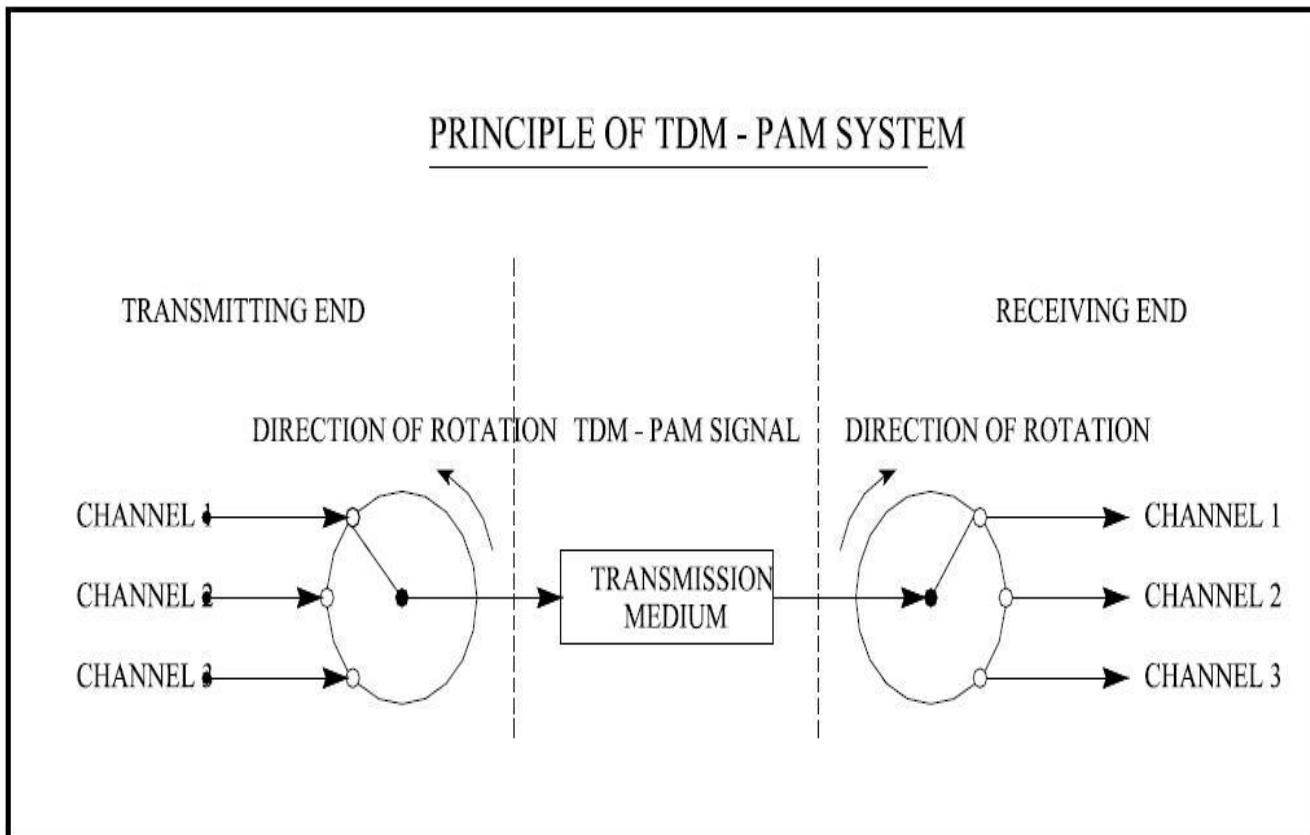 PRINCIPLE OF TDM - PAM SYSTEM
TRANSMITTING END
RECEIVING END
DIRECTION OF ROTATION
TDM - PAM SIGNAL
DIRECTION OF ROTATION
CHANNEL 1
CHANNEL 2
CHANNEL 3
TRANSMISSION
MEDIUM
CHANNEL 1
CHANNEL 2
CHANNEL 3